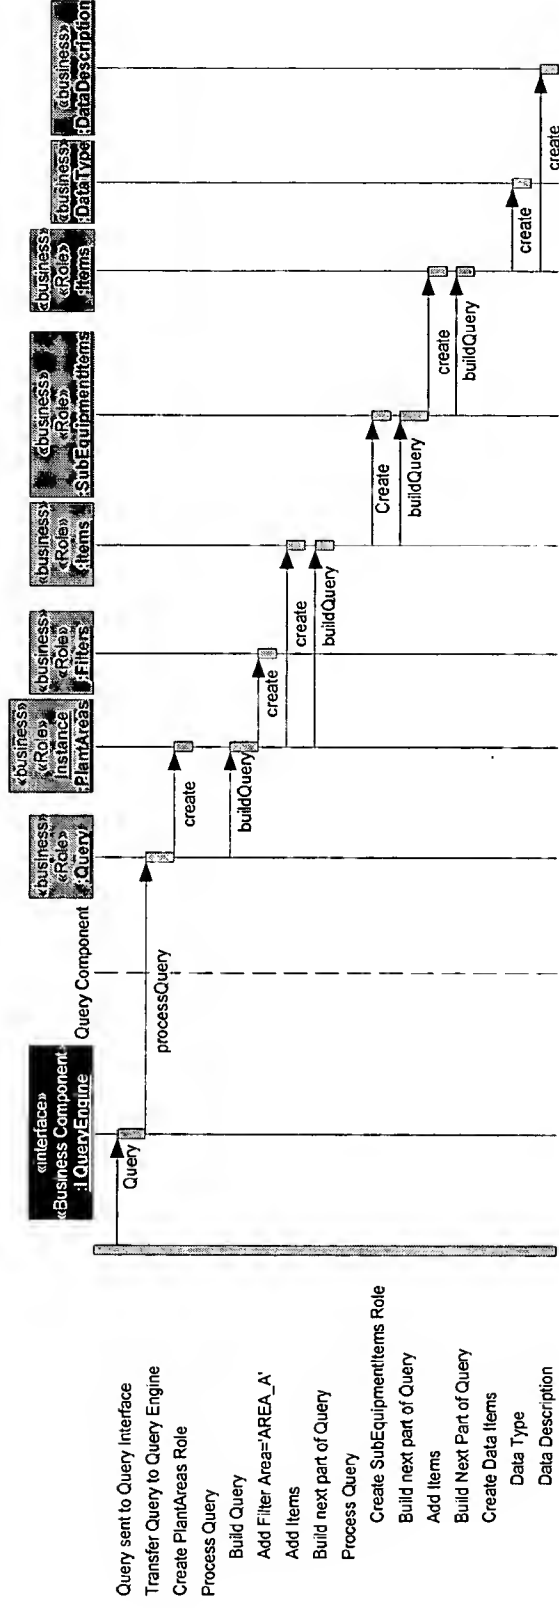 Query sent to Query Interface
Transfer Query to Query Engine
Create PlantAreas Role
Process Query
Build Query
Add Filter Area='AREA_A'
Add Items
Build next part of Query
Process Query
Create SubEquipmentItems Role
Build next part of Query
Add Items
Build Next Part of Query
Create Data Items
Data Type
Data Description
«interface»
«Business Component»
:I QueryEngine
Query Component
«business»
«Role»
:Query
«business»
«Role»
Instance
:PlantAreas
«business»
«Role»
:Filters
«business»
«Role»
:Items
«business»
«Role»
:SubEquipmentItems
«business»
«Role»
:Items
«business»
:DataType
«business»
:DataDescription
Query
processQuery
create
buildQuery
create
create
buildQuery
Create
buildQuery
create
buildQuery
create
create